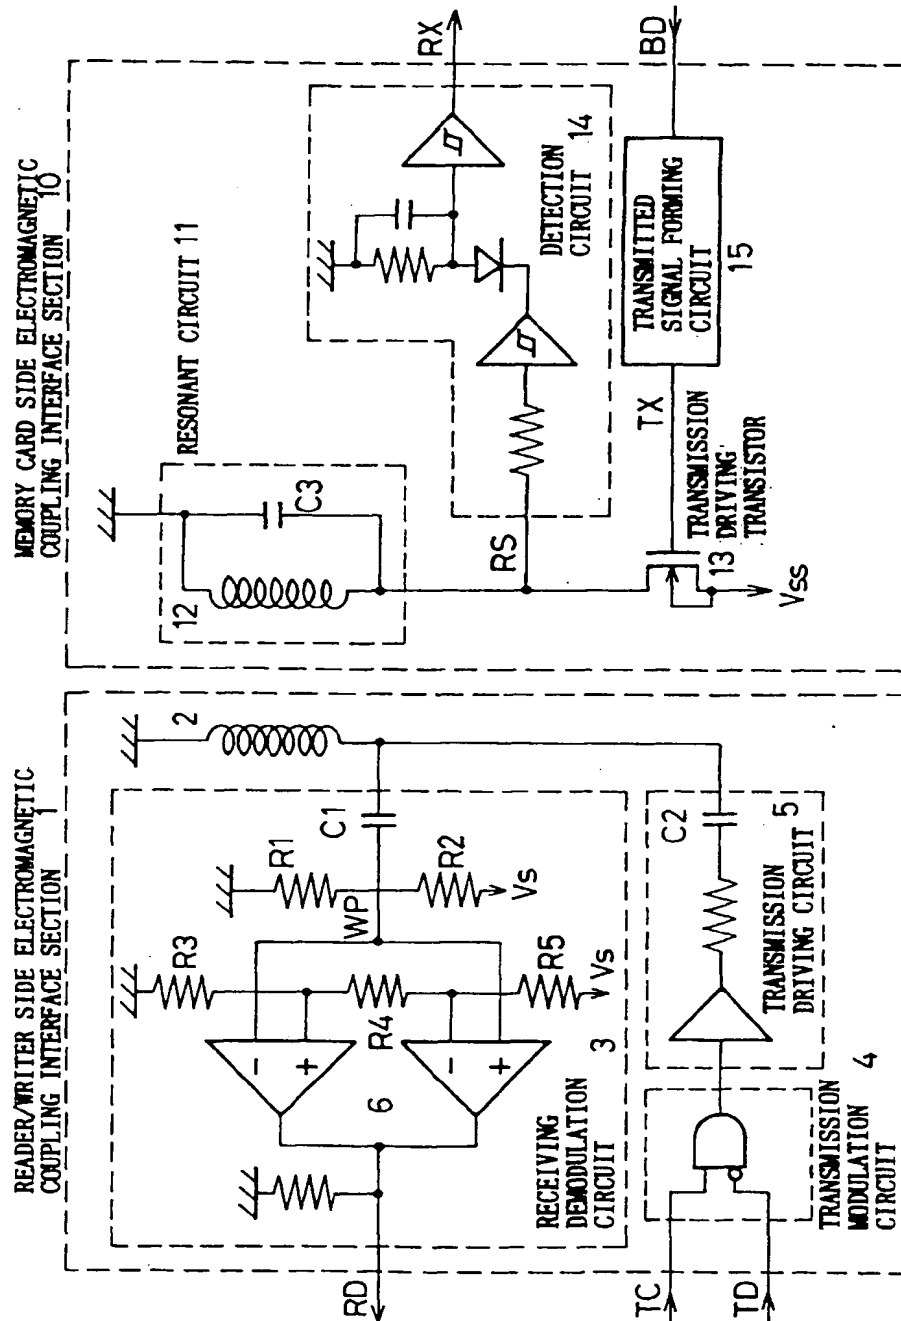 READER/WRITER SIDE ELECTROMAGNETIC
COUPLING INTERFACE SECTION 1
2
R3
R1
C1
WP
R2
Vs
R4
R5
Vs
6
3
RECEIVING
DEMODULATION
CIRCUIT
RD
C2
5
TRANSMISSION
DRIVING CIRCUIT
4
TRANSMISSION
MODULATION
CIRCUIT
TC
TD
MEMORY CARD SIDE ELECTROMAGNETIC
COUPLING INTERFACE SECTION 10
RESONANT CIRCUIT 11
12
C3
RS
DETECTION
CIRCUIT 14
RX
BD
TRANSMITTED
SIGNAL FORMING
CIRCUIT
15
TX
TRANSMISSION
DRIVING
TRANSISTOR
13
Vss